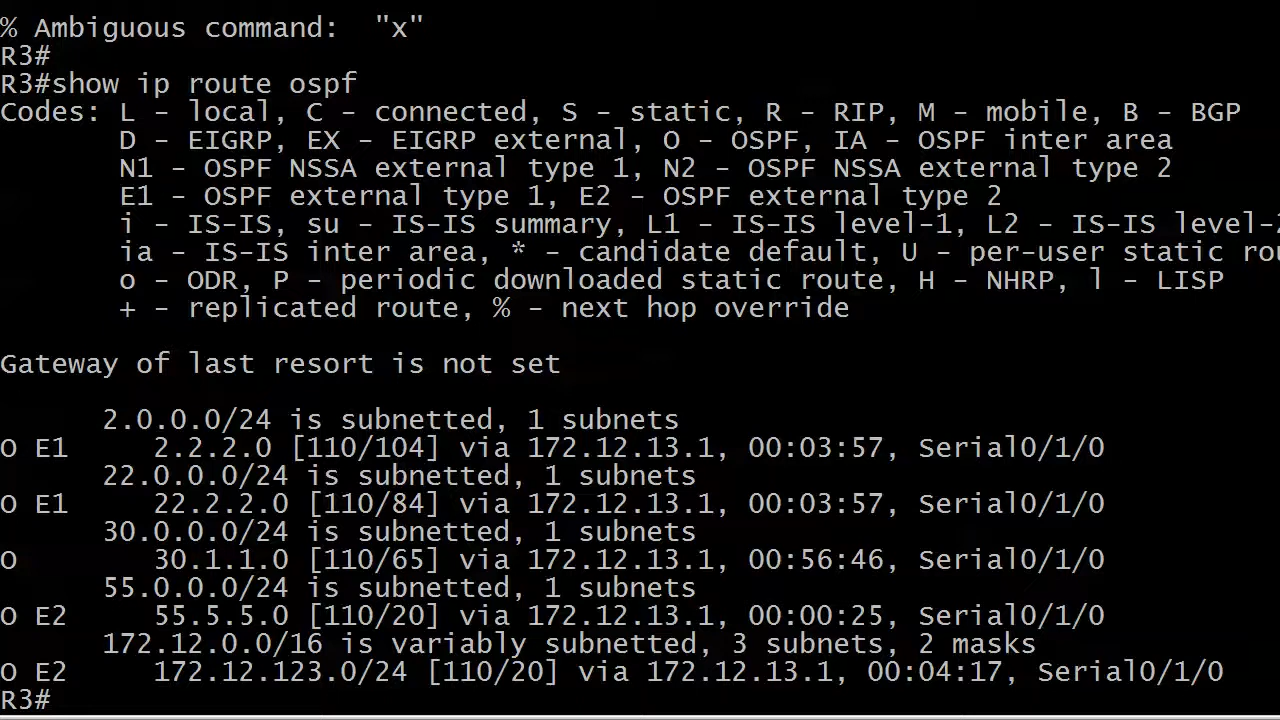 % Ambiguous command:  "x"
R3#
R3#show ip route ospf
Codes: L - local, C - connected, S - static, R - RIP, M - mobile, B - BGP
       D - EIGRP, EX - EIGRP external, O - OSPF, IA - OSPF inter area
       N1 - OSPF NSSA external type 1, N2 - OSPF NSSA external type 2
       E1 - OSPF external type 1, E2 - OSPF external type 2
       i - IS-IS, su - IS-IS summary, L1 - IS-IS level-1, L2 - IS-IS level-2
       ia - IS-IS inter area, * - candidate default, U - per-user static rou
       o - ODR, P - periodic downloaded static route, H - NHRP, l - LISP
       + - replicated route, % - next hop override
Gateway of last resort is not set
      2.0.0.0/24 is subnetted, 1 subnets
O E1     2.2.2.0 [110/104] via 172.12.13.1, 00:03:57, Serial0/1/0
      22.0.0.0/24 is subnetted, 1 subnets
O E1     22.2.2.0 [110/84] via 172.12.13.1, 00:03:57, Serial0/1/0
      30.0.0.0/24 is subnetted, 1 subnets
O        30.1.1.0 [110/65] via 172.12.13.1, 00:56:46, Serial0/1/0
      55.0.0.0/24 is subnetted, 1 subnets
O E2     55.5.5.0 [110/20] via 172.12.13.1, 00:00:25, Serial0/1/0
      172.12.0.0/16 is variably subnetted, 3 subnets, 2 masks
O E2     172.12.123.0/24 [110/20] via 172.12.13.1, 00:04:17, Serial0/1/0
R3#